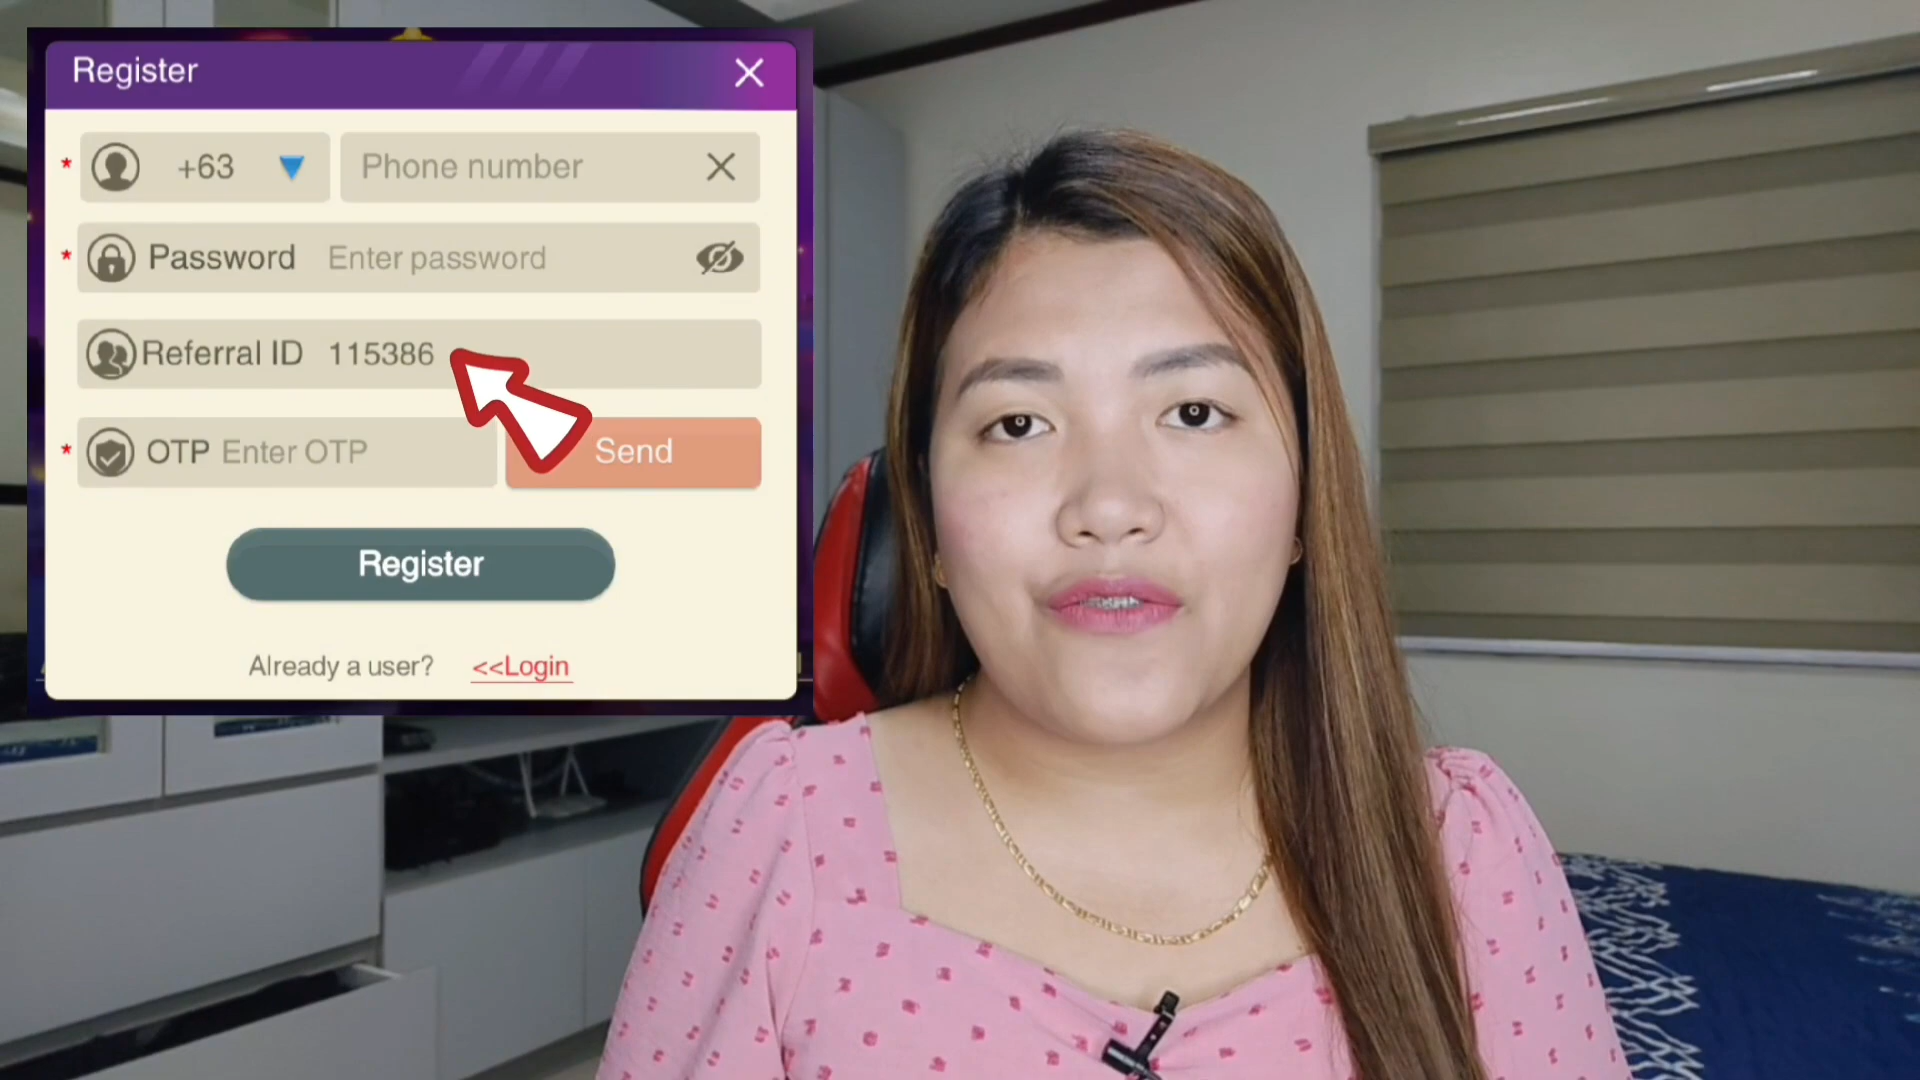 Register
* +63 Phone number
* Password Enter password
Referral ID 115386
* OTP Enter OTP Send
Register
Already a user? <<Login